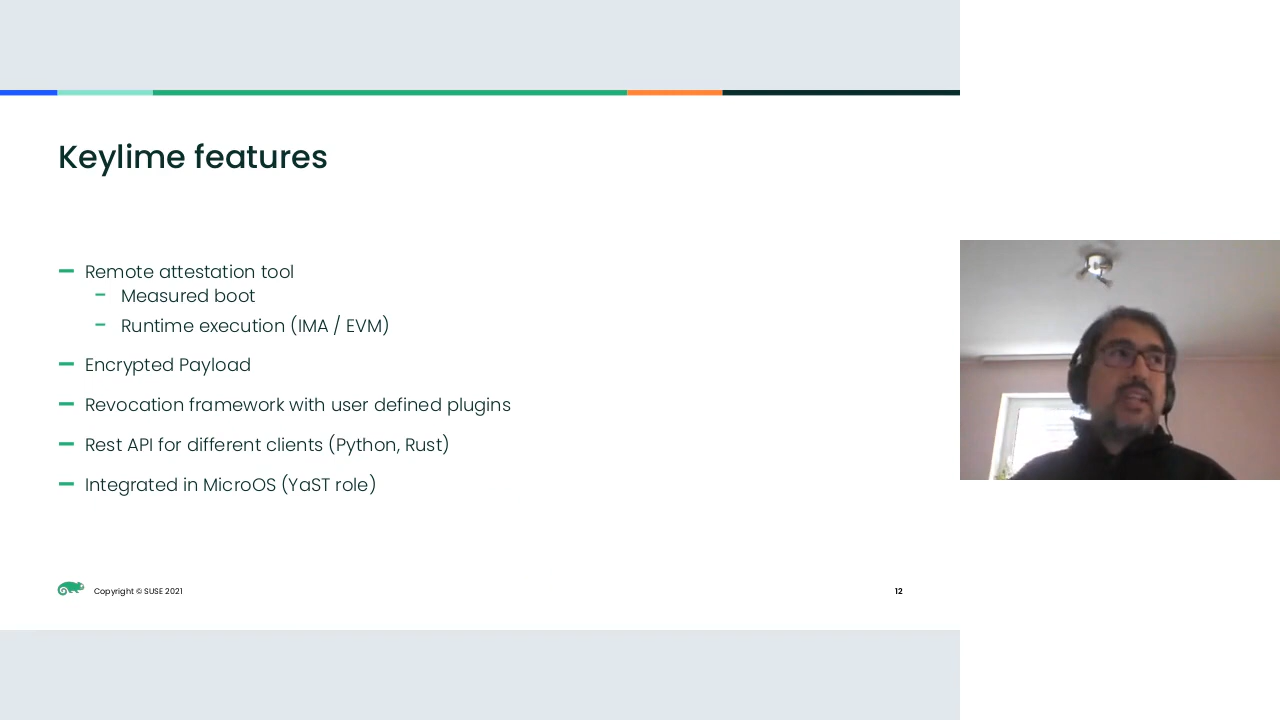 Keylime features
Remote attestation tool
Measured boot
Runtime execution (IMA / EVM)
Encrypted Payload
Revocation framework with user defined plugins
Rest API for different clients (Python, Rust)
Integrated in MicroOS (YaST role)
Copyright © SUSE 2021
12